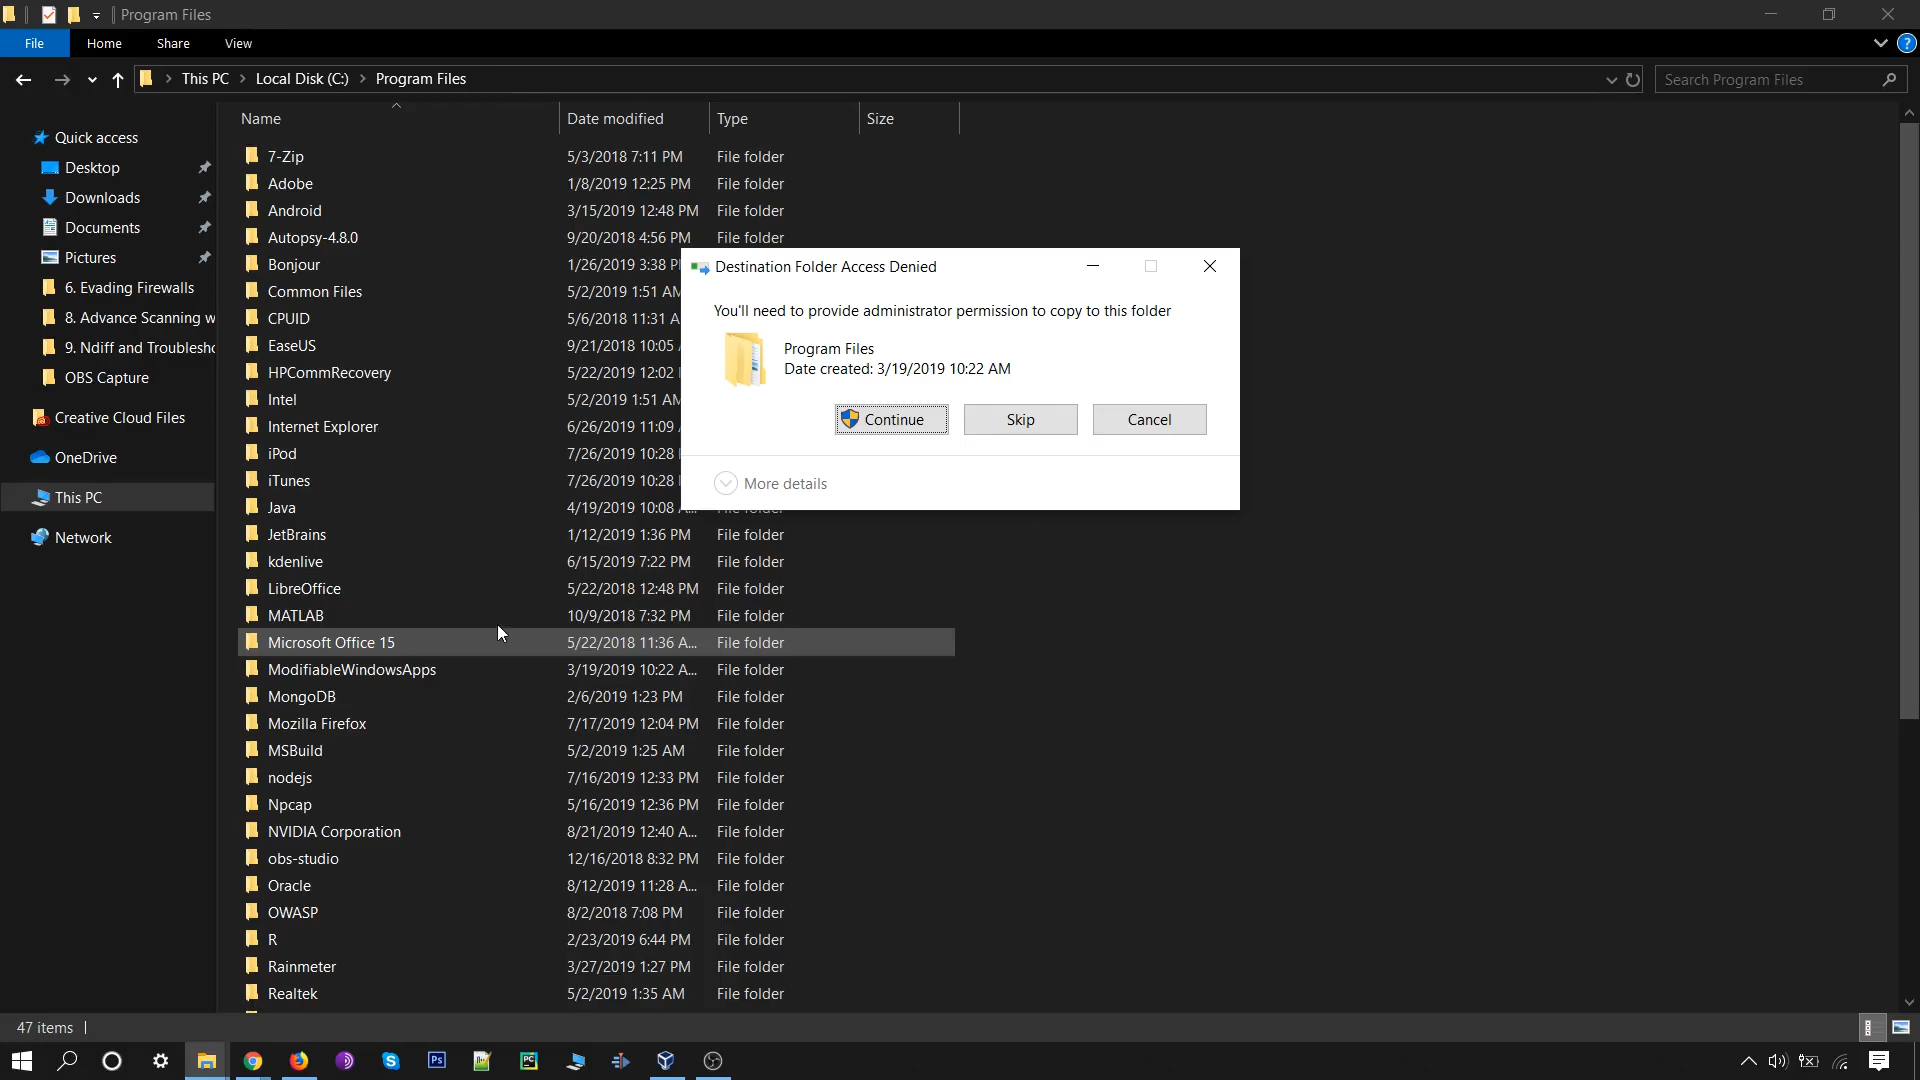 Program Files
File Home Share View
This PC Local Disk (C:) Program Files Search Program Files
Name Date modified Type Size
Quick access
Desktop
Downloads
Documents
Pictures
6. Evading Firewalls
8. Advance Scanning w
9. Ndiff and Troublesho
OBS Capture
Creative Cloud Files
OneDrive
This PC
Network
7-Zip 5/3/2018 7:11 PM File folder
Adobe 1/8/2019 12:25 PM File folder
Android 3/15/2019 12:48 PM File folder
Autopsy-4.8.0 9/20/2018 4:56 PM File folder
Bonjour 1/26/2019 3:38 P
Common Files 5/2/2019 1:51 AM
CPUID 5/6/2018 11:31 A
EaseUS 9/21/2018 10:05
HPCommRecovery 5/22/2019 12:02
Intel 5/2/2019 1:51 AM
Internet Explorer 6/26/2019 11:09
iPod 7/26/2019 10:28
iTunes 7/26/2019 10:28
Java 4/19/2019 10:08 A... File folder
JetBrains 1/12/2019 1:36 PM File folder
kdenlive 6/15/2019 7:22 PM File folder
LibreOffice 5/22/2018 12:48 PM File folder
MATLAB 10/9/2018 7:32 PM File folder
Microsoft Office 15 5/22/2018 11:36 A... File folder
ModifiableWindowsApps 3/19/2019 10:22 A... File folder
MongoDB 2/6/2019 1:23 PM File folder
Mozilla Firefox 7/17/2019 12:04 PM File folder
MSBuild 5/2/2019 1:25 AM File folder
nodejs 7/16/2019 12:33 PM File folder
Npcap 5/16/2019 12:36 PM File folder
NVIDIA Corporation 8/21/2019 12:40 A... File folder
obs-studio 12/16/2018 8:32 PM File folder
Oracle 8/12/2019 11:28 A... File folder
OWASP 8/2/2018 7:08 PM File folder
R 2/23/2019 6:44 PM File folder
Rainmeter 3/27/2019 1:27 PM File folder
Realtek 5/2/2019 1:35 AM File folder
Destination Folder Access Denied
You'll need to provide administrator permission to copy to this folder
Program Files
Date created: 3/19/2019 10:22 AM
Continue Skip Cancel
More details
47 items
Ps
PC